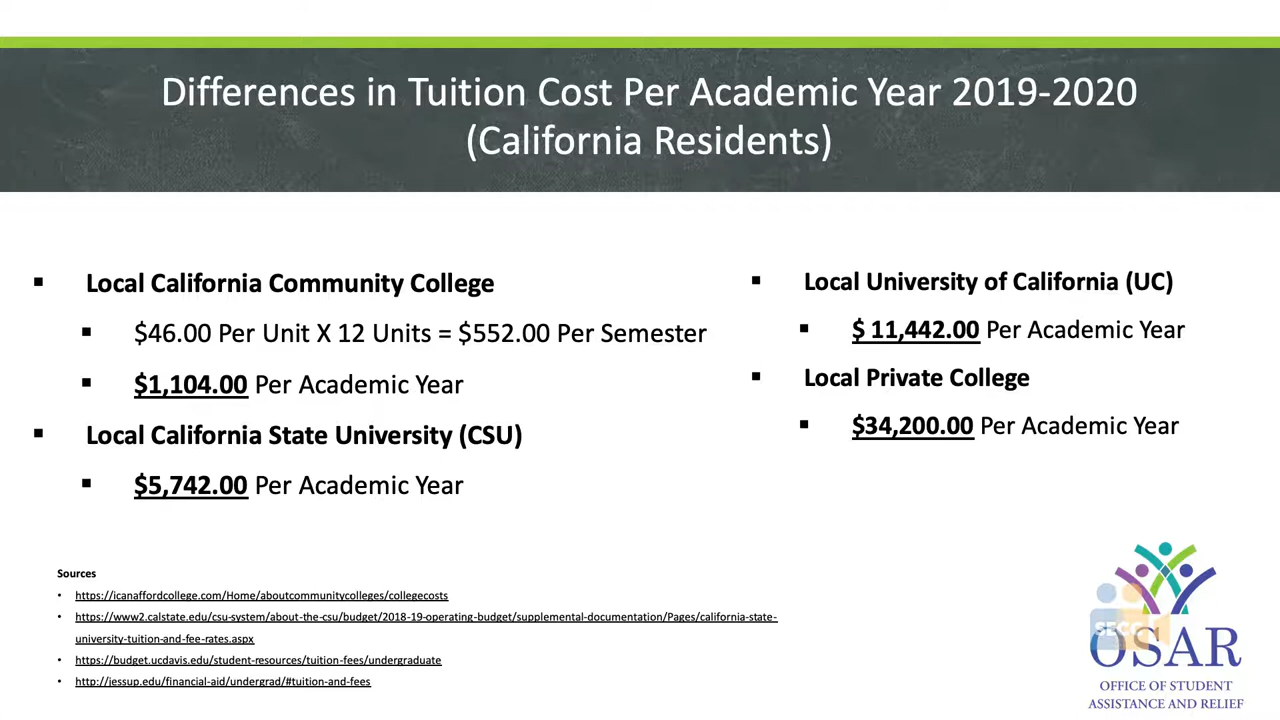 Differences in Tuition Cost Per Academic Year 2019-2020
(California Residents)
▪ Local California Community College
▪ $46.00 Per Unit X 12 Units = $552.00 Per Semester
▪ $1,104.00 Per Academic Year
▪ Local California State University (CSU)
▪ $5,742.00 Per Academic Year
▪ Local University of California (UC)
▪ $ 11,442.00 Per Academic Year
▪ Local Private College
▪ $34,200.00 Per Academic Year
Sources
• https://icanaffordcollege.com/Home/aboutcommunitycolleges/collegecosts
• https://www2.calstate.edu/csu-system/about-the-csu/budget/2018-19-operating-budget/supplemental-documentation/Pages/california-state-
university-tuition-and-fee-rates.aspx
• https://budget.ucdavis.edu/student-resources/tuition-fees/undergraduate
• http://jessup.edu/financial-aid/undergrad/#tuition-and-fees
SECC
OSAR
OFFICE OF STUDENT
ASSISTANCE AND RELIEF